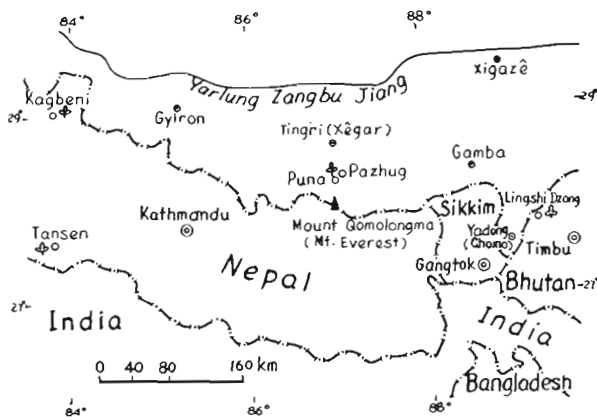 84°
86°
88°
Xigazê
Yarlung Zangbu Jiang
Kagbeni
29°
29°
Gyiron
Tingri (Xêgar)
Gamba
Puna
Pazhug
Sikkim
Lingshi Dzong
Kathmandu
Mount Qomolongma
(Mt. Everest)
Yadong
(Chomo)
Timbu
Tansen
Nepal
Gangtok
Bhutan
27°
27°
India
India
0 40 80 160 km
Bangladesh
84°
86°
88°